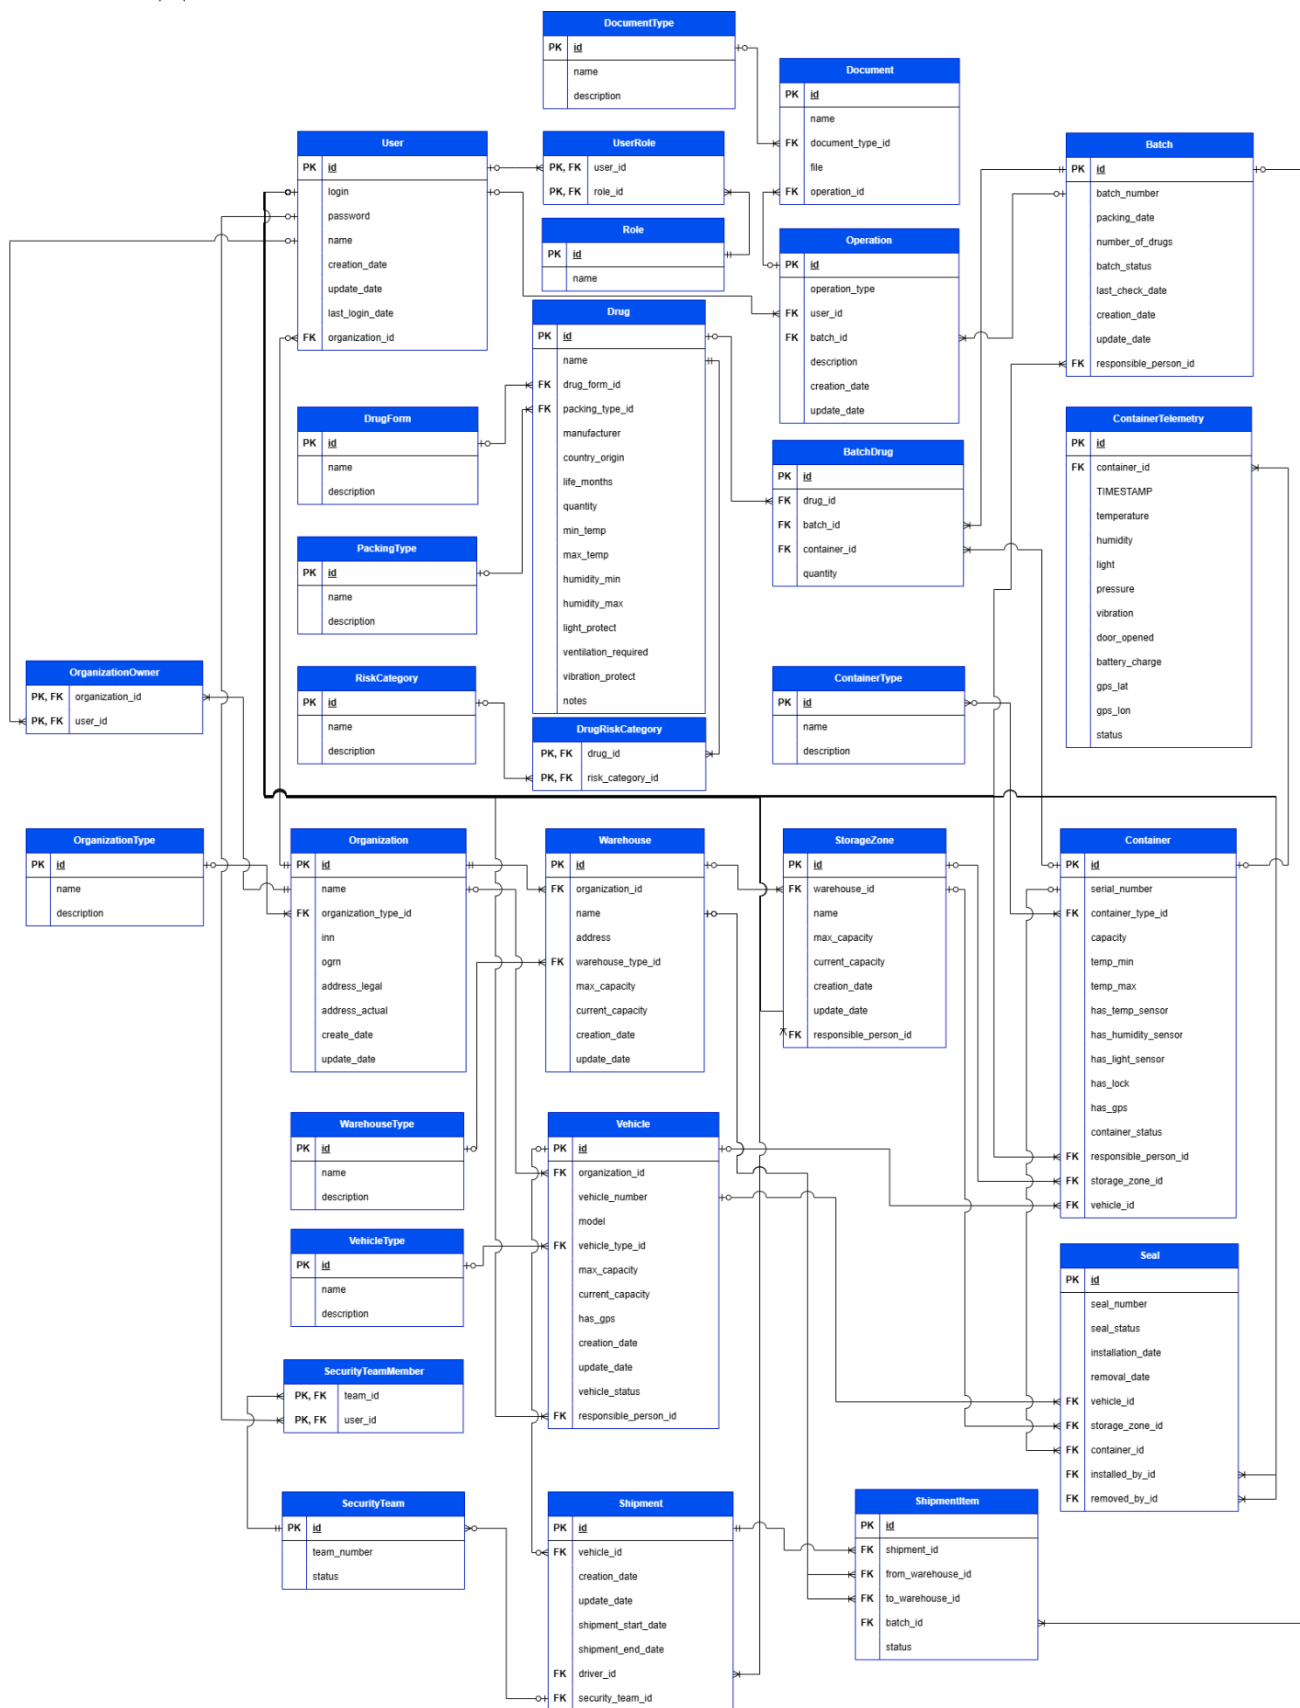 DocumentType
PK id
name
description
Document
PK id
name
FK document_type_id
file
FK operation_id
User
PK id
login
password
name
creation_date
update_date
last_login_date
FK organization_id
UserRole
PK, FK user_id
PK, FK role_id
Role
PK id
name
Operation
PK id
operation_type
FK user_id
FK batch_id
description
creation_date
update_date
Batch
PK id
batch_number
packing_date
number_of_drugs
batch_status
last_check_date
creation_date
update_date
FK responsible_person_id
Drug
PK id
name
FK drug_form_id
FK packing_type_id
manufacturer
country_origin
life_months
quantity
min_temp
max_temp
humidity_min
humidity_max
light_protect
ventilation_required
vibration_protect
notes
DrugForm
PK id
name
description
PackingType
PK id
name
description
BatchDrug
PK id
FK drug_id
FK batch_id
FK container_id
quantity
ContainerTelemetry
PK id
FK container_id
TIMESTAMP
temperature
humidity
light
pressure
vibration
door_opened
battery_charge
gps_lat
gps_lon
status
OrganizationOwner
PK, FK organization_id
PK, FK user_id
RiskCategory
PK id
name
description
DrugRiskCategory
PK, FK drug_id
PK, FK risk_category_id
ContainerType
PK id
name
description
OrganizationType
PK id
name
description
Organization
PK id
name
FK organization_type_id
inn
ogrn
address_legal
address_actual
create_date
update_date
Warehouse
PK id
FK organization_id
name
address
FK warehouse_type_id
max_capacity
current_capacity
creation_date
update_date
StorageZone
PK id
FK warehouse_id
name
max_capacity
current_capacity
creation_date
update_date
FK responsible_person_id
Container
PK id
serial_number
FK container_type_id
capacity
temp_min
temp_max
has_temp_sensor
has_humidity_sensor
has_light_sensor
has_lock
has_gps
container_status
FK responsible_person_id
FK storage_zone_id
FK vehicle_id
WarehouseType
PK id
name
description
Vehicle
PK id
FK organization_id
vehicle_number
model
FK vehicle_type_id
max_capacity
current_capacity
has_gps
creation_date
update_date
vehicle_status
FK responsible_person_id
VehicleType
PK id
name
description
Seal
PK id
seal_number
seal_status
installation_date
removal_date
FK vehicle_id
FK storage_zone_id
FK container_id
FK installed_by_id
FK removed_by_id
SecurityTeamMember
PK, FK team_id
PK, FK user_id
SecurityTeam
PK id
team_number
status
Shipment
PK id
FK vehicle_id
creation_date
update_date
shipment_start_date
shipment_end_date
FK driver_id
FK security_team_id
ShipmentItem
PK id
FK shipment_id
FK from_warehouse_id
FK to_warehouse_id
FK batch_id
status